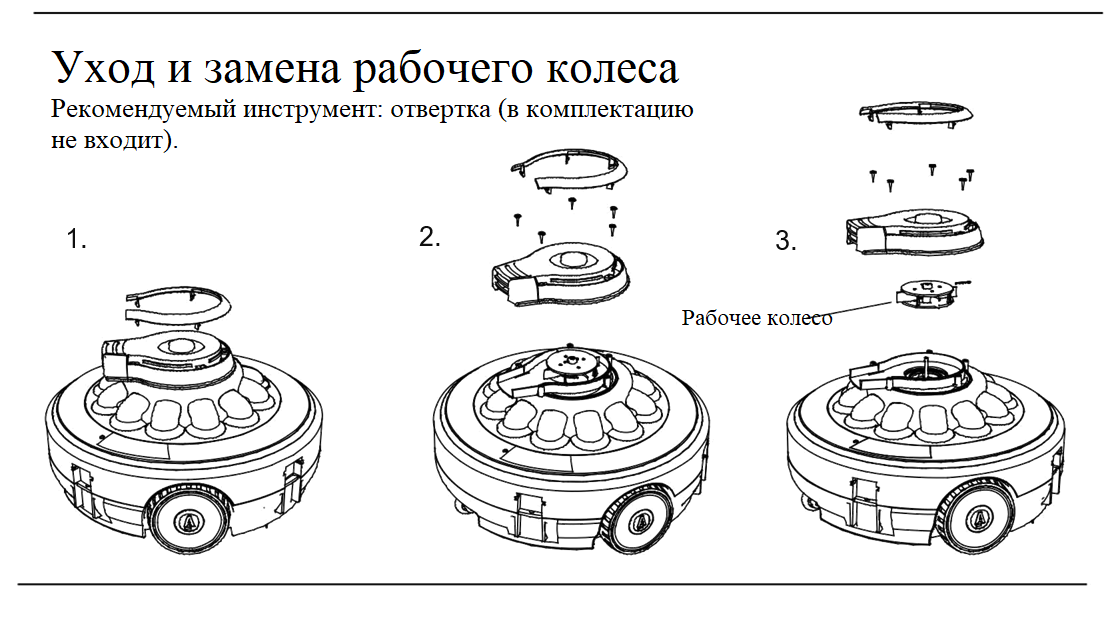 Уход и замена рабочего колеса
Рекомендуемый инструмент: отвертка (в комплектацию
не входит).
1.
2.
3.
Рабочее колесо